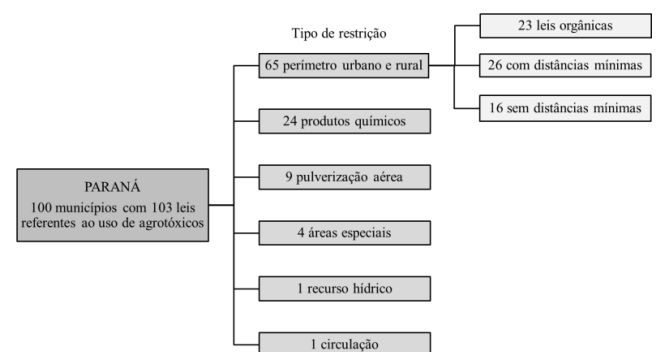 Tipo de restrição
PARANÁ
100 municípios com 103 leis
referentes ao uso de agrotóxicos
65 perímetro urbano e rural
24 produtos químicos
9 pulverização aérea
4 áreas especiais
1 recurso hídrico
1 circulação
23 leis orgânicas
26 com distâncias mínimas
16 sem distâncias mínimas